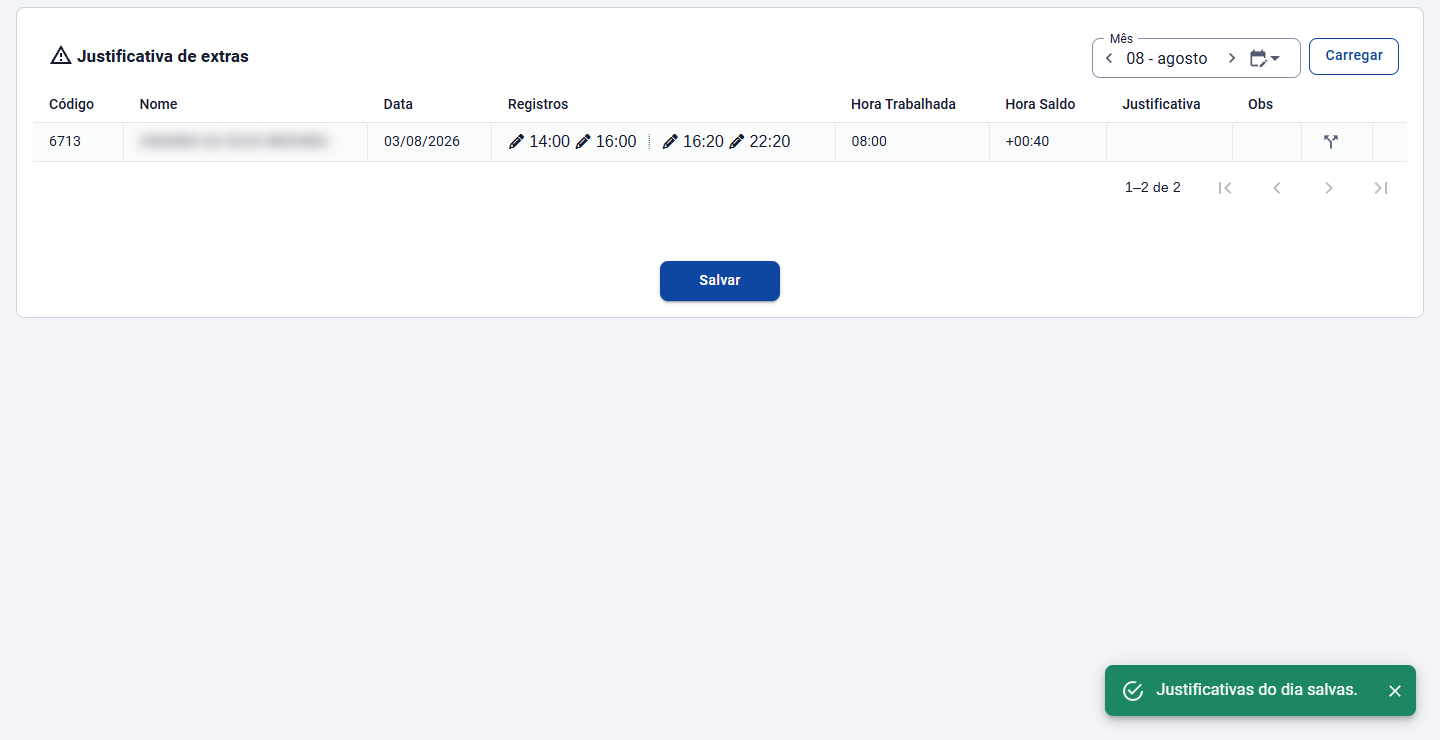 Justificativa de extras
Mês
08 - agosto
Carregar
Código Nome Data Registros Hora Trabalhada Hora Saldo Justificativa Obs
6713 03/08/2026 14:00 16:00 16:20 22:20 08:00 +00:40
1–2 de 2
Salvar
Justificativas do dia salvas.